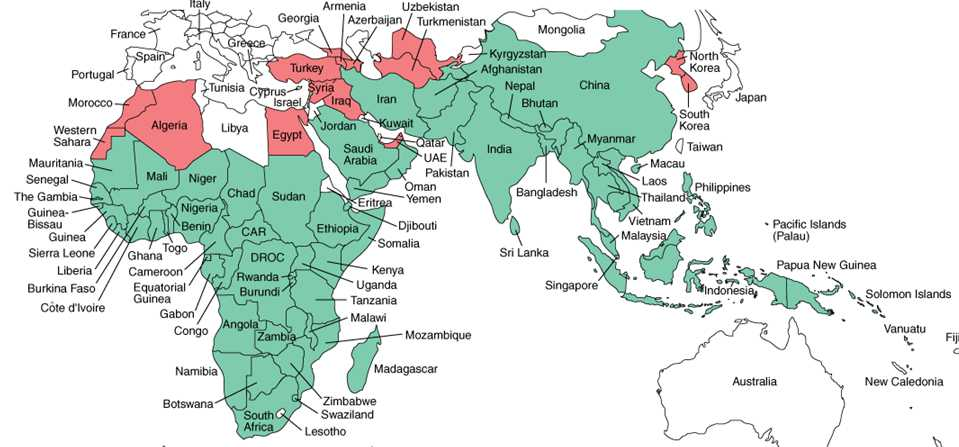 Italy
Armenia
Uzbekistan
Georgia
Azerbaijan
Turkmenistan
France
Greece
Mongolia
Spain
Kyrgyzstan
North
Korea
Portugal
Turkey
Afghanistan
Tunisia
Cyprus
Syria
Israel
Iraq
Iran
Nepal
China
Bhutan
Japan
Morocco
Algeria
Libya
Egypt
Jordan
Kuwait
South
Korea
Western
Sahara
Saudi
Arabia
Qatar
UAE
Pakistan
India
Myanmar
Taiwan
Mauritania
Mali
Niger
Macau
Senegal
Chad
Sudan
Oman
Yemen
Bangladesh
Laos
Thailand
Philippines
The Gambia
Nigeria
Eritrea
Guinea-
Bissau
Benin
Djibouti
Vietnam
Pacific Islands
(Palau)
Guinea
CAR
Ethiopia
Somalia
Sri Lanka
Malaysia
Sierra Leone
Ghana
Togo
DROC
Papua New Guinea
Liberia
Cameroon
Rwanda
Kenya
Burkina Faso
Equatorial
Guinea
Burundi
Uganda
Singapore
Indonesia
Solomon Islands
Côte d'Ivoire
Gabon
Tanzania
Congo
Angola
Malawi
Zambia
Mozambique
Vanuatu
Fij
Namibia
Madagascar
Australia
New Caledonia
Botswana
Zimbabwe
Swaziland
South
Africa
Lesotho